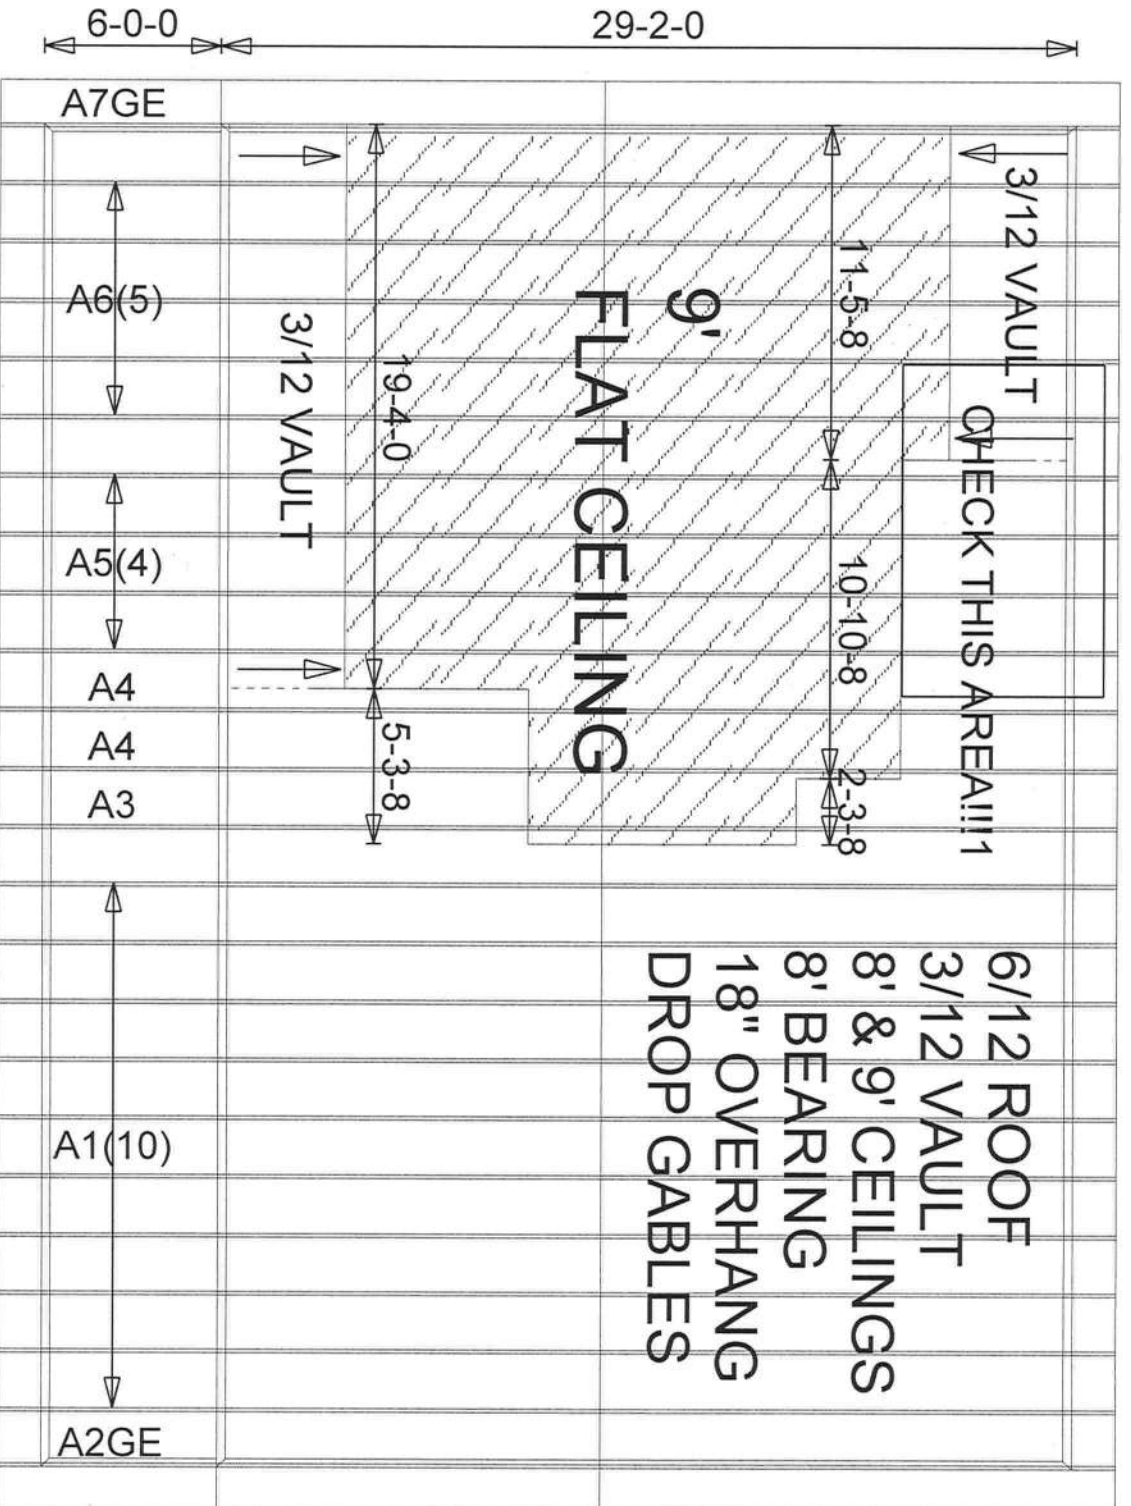 6-0-0
29-2-0
A7GE
3/12 VAULT
11-5-8
9'
FLAT CEILING
A6(5)
3/12 VAULT
19-4-0
CHECK THIS AREA!!!!1
A5(4)
10-10-8
A4
A4
5-3-8
2-3-8
A3
6/12 ROOF
3/12 VAULT
8' & 9' CEILINGS
8' BEARING
18" OVERHANG
DROP GABLES
A1(10)
A2GE